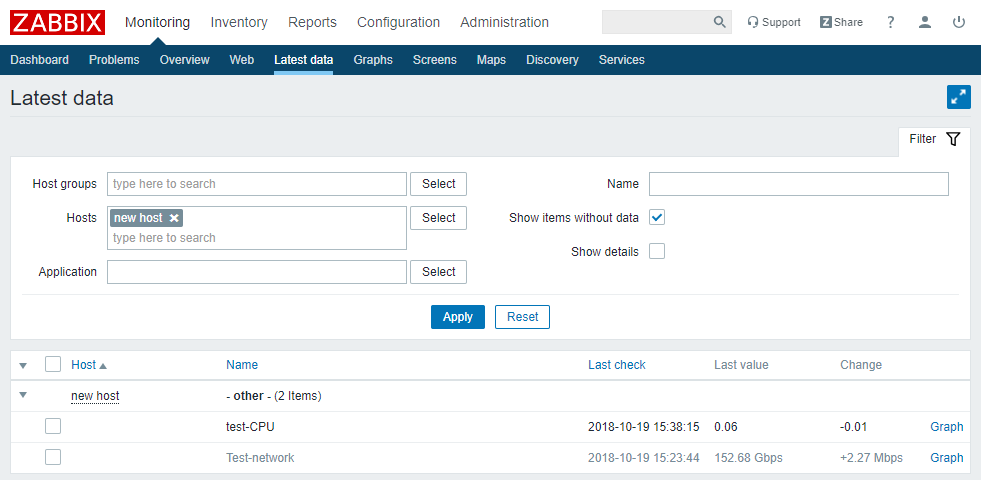 ZABBIX Monitoring Inventory Reports Configuration Administration Support Z Share ?
Dashboard Problems Overview Web Latest data Graphs Screens Maps Discovery Services
Latest data
Filter
Host groups type here to search Select Name
Hosts new host Select Show items without data
type here to search
Show details
Application Select
Apply Reset
Host Name Last check Last value Change
new host - other - (2 Items)
test-CPU 2018-10-19 15:38:15 0.06 -0.01 Graph
Test-network 2018-10-19 15:23:44 152.68 Gbps +2.27 Mbps Graph